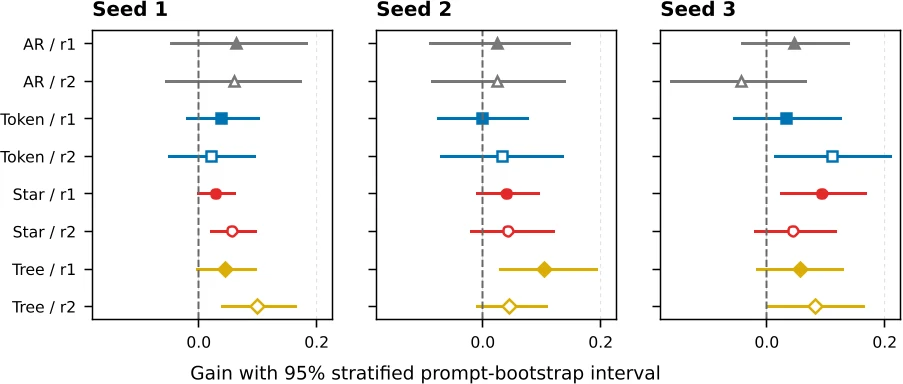 Seed 1 Seed 2 Seed 3
AR / r1
AR / r2
Token / r1
Token / r2
Star / r1
Star / r2
Tree / r1
Tree / r2
0.0 0.2 0.0 0.2 0.0 0.2
Gain with 95% stratified prompt-bootstrap interval